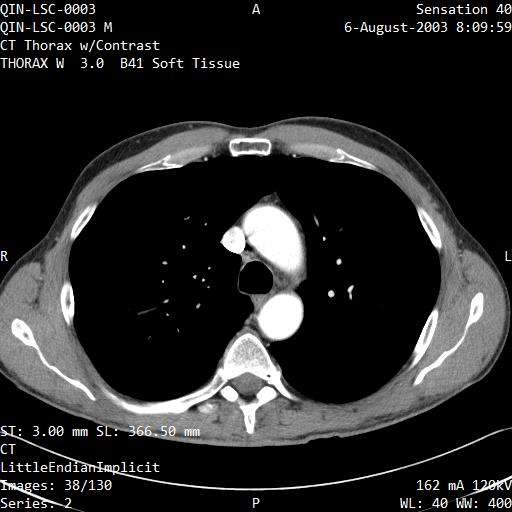 QIN-LSC-0003
A
Sensation 40
QIN-LSC-0003 M
6-August-2003 8:09:59
CT Thorax w/Contrast
THORAX W  3.0  B41 Soft Tissue
R
L
ST: 3.00 mm SL: 366.50 mm
CT
LittleEndianImplicit
Images: 38/130
162 mA 120kV
Series: 2
P
WL: 40 WW: 400